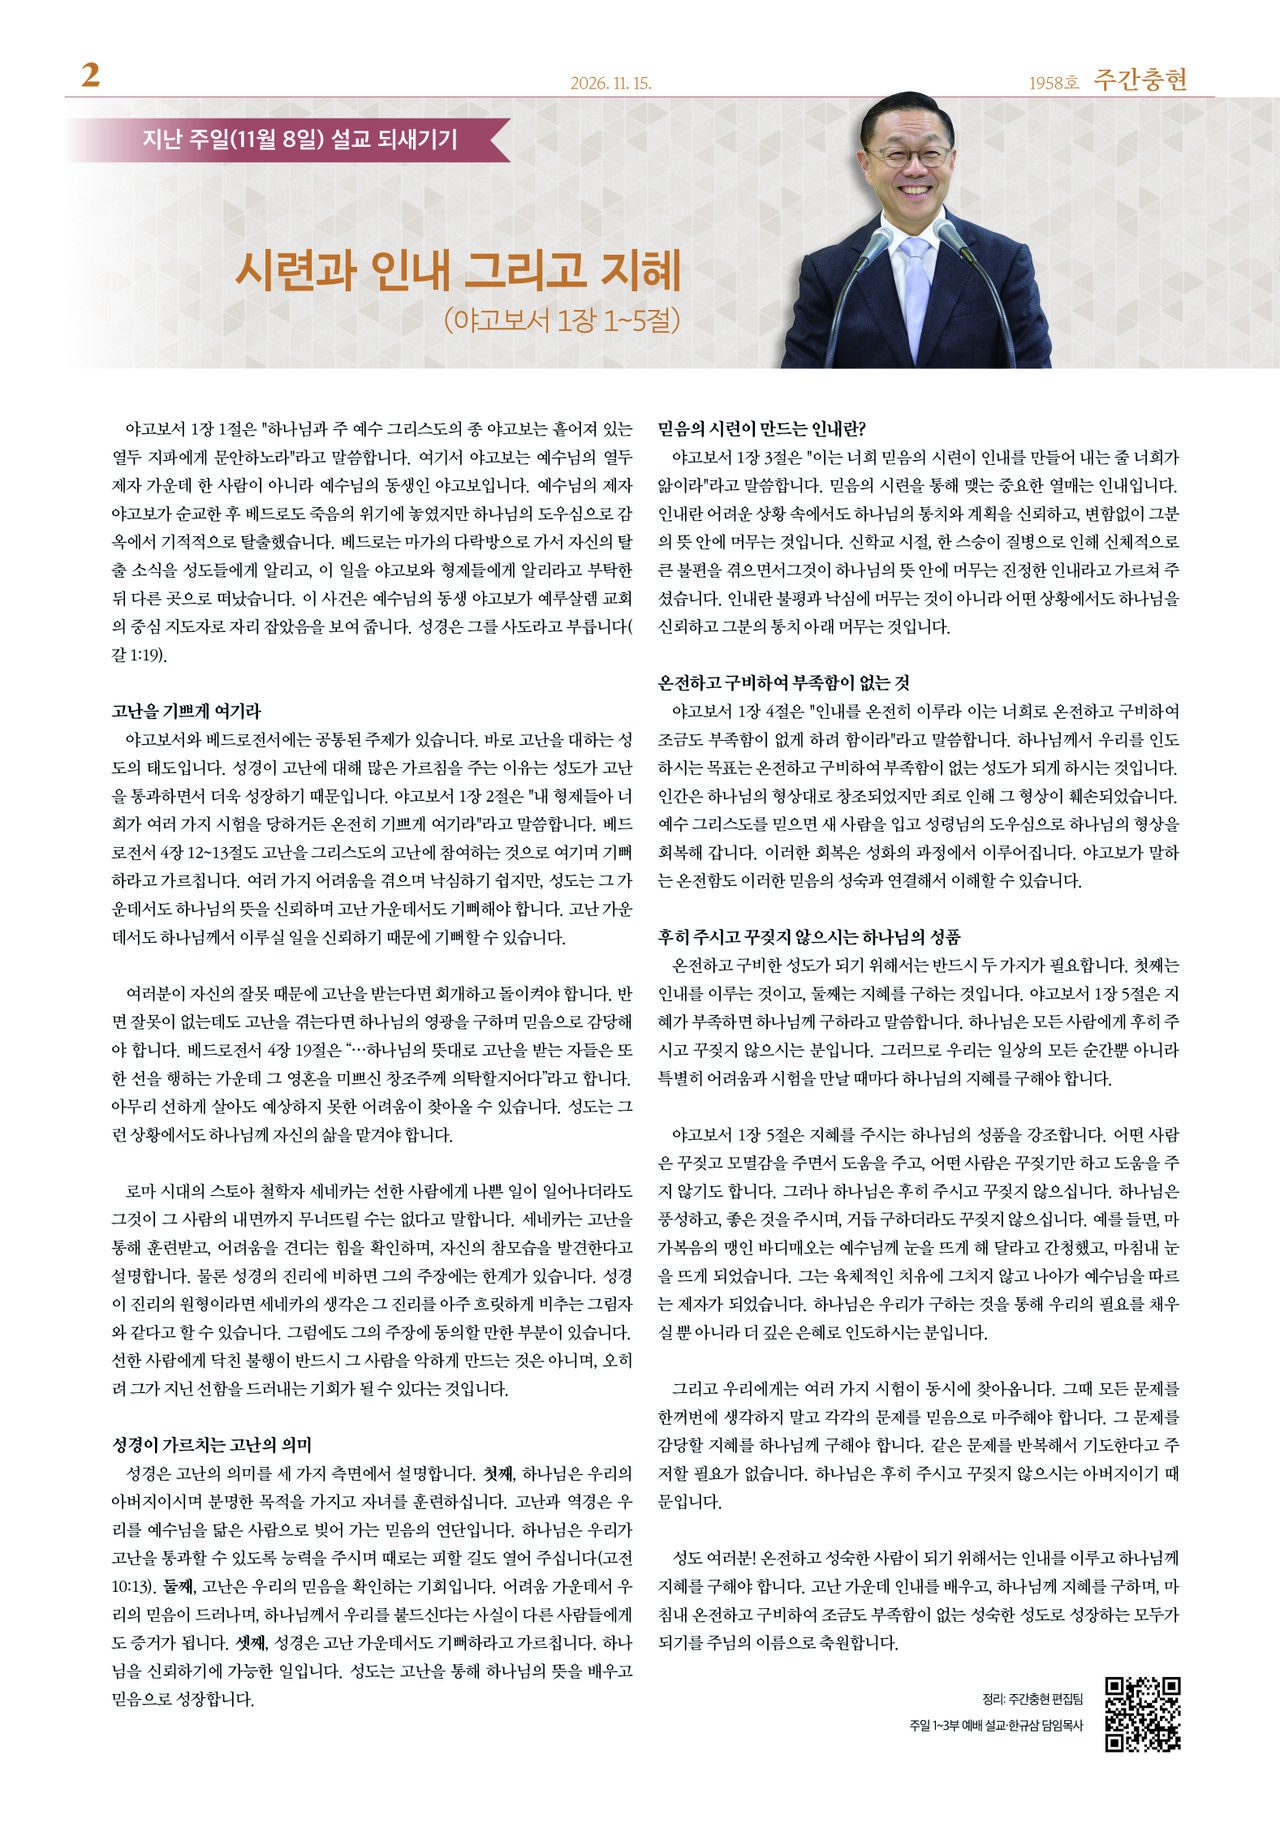 2
2026. 11. 15.
1958호 주간충현
지난 주일(11월 8일) 설교 되새기기
시련과 인내 그리고 지혜
(야고보서 1장 1~5절)
야고보서 1장 1절은 "하나님과 주 예수 그리스도의 종 야고보는 흩어져 있는
열두 지파에게 문안하노라"라고 말씀합니다. 여기서 야고보는 예수님의 열두
제자 가운데 한 사람이 아니라 예수님의 동생인 야고보입니다. 예수님의 제자
야고보가 순교한 후 베드로도 죽음의 위기에 놓였지만 하나님의 도우심으로 감
옥에서 기적적으로 탈출했습니다. 베드로는 마가의 다락방으로 가서 자신의 탈
출 소식을 성도들에게 알리고, 이 일을 야고보와 형제들에게 알리라고 부탁한
뒤 다른 곳으로 떠났습니다. 이 사건은 예수님의 동생 야고보가 예루살렘 교회
의 중심 지도자로 자리 잡았음을 보여 줍니다. 성경은 그를 사도라고 부릅니다(
갈 1:19).
고난을 기쁘게 여기라
야고보서와 베드로전서에는 공통된 주제가 있습니다. 바로 고난을 대하는 성
도의 태도입니다. 성경이 고난에 대해 많은 가르침을 주는 이유는 성도가 고난
을 통과하면서 더욱 성장하기 때문입니다. 야고보서 1장 2절은 "내 형제들아 너
희가 여러 가지 시험을 당하거든 온전히 기쁘게 여기라"라고 말씀합니다. 베드
로전서 4장 12~13절도 고난을 그리스도의 고난에 참여하는 것으로 여기며 기뻐
하라고 가르칩니다. 여러 가지 어려움을 겪으며 낙심하기 쉽지만, 성도는 그 가
운데서도 하나님의 뜻을 신뢰하며 고난 가운데서도 기뻐해야 합니다. 고난 가운
데서도 하나님께서 이루실 일을 신뢰하기 때문에 기뻐할 수 있습니다.
여러분이 자신의 잘못 때문에 고난을 받는다면 회개하고 돌이켜야 합니다. 반
면 잘못이 없는데도 고난을 겪는다면 하나님의 영광을 구하며 믿음으로 감당해
야 합니다. 베드로전서 4장 19절은 “…하나님의 뜻대로 고난을 받는 자들은 또
한 선을 행하는 가운데 그 영혼을 미쁘신 창조주께 의탁할지어다”라고 합니다.
아무리 선하게 살아도 예상하지 못한 어려움이 찾아올 수 있습니다. 성도는 그
런 상황에서도 하나님께 자신의 삶을 맡겨야 합니다.
로마 시대의 스토아 철학자 세네카는 선한 사람에게 나쁜 일이 일어나더라도
그것이 그 사람의 내면까지 무너뜨릴 수는 없다고 말합니다. 세네카는 고난을
통해 훈련받고, 어려움을 견디는 힘을 확인하며, 자신의 참모습을 발견한다고
설명합니다. 물론 성경의 진리에 비하면 그의 주장에는 한계가 있습니다. 성경
이 진리의 원형이라면 세네카의 생각은 그 진리를 아주 흐릿하게 비추는 그림자
와 같다고 할 수 있습니다. 그럼에도 그의 주장에 동의할 만한 부분이 있습니다.
선한 사람에게 닥친 불행이 반드시 그 사람을 악하게 만드는 것은 아니며, 오히
려 그가 지닌 선함을 드러내는 기회가 될 수 있다는 것입니다.
성경이 가르치는 고난의 의미
성경은 고난의 의미를 세 가지 측면에서 설명합니다. 첫째, 하나님은 우리의
아버지이시며 분명한 목적을 가지고 자녀를 훈련하십니다. 고난과 역경은 우
리를 예수님을 닮은 사람으로 빚어 가는 믿음의 연단입니다. 하나님은 우리가
고난을 통과할 수 있도록 능력을 주시며 때로는 피할 길도 열어 주십니다(고전
10:13). 둘째, 고난은 우리의 믿음을 확인하는 기회입니다. 어려움 가운데서 우
리의 믿음이 드러나며, 하나님께서 우리를 붙드신다는 사실이 다른 사람들에게
도 증거가 됩니다. 셋째, 성경은 고난 가운데서도 기뻐하라고 가르칩니다. 하나
님을 신뢰하기에 가능한 일입니다. 성도는 고난을 통해 하나님의 뜻을 배우고
믿음으로 성장합니다.
믿음의 시련이 만드는 인내란?
야고보서 1장 3절은 "이는 너희 믿음의 시련이 인내를 만들어 내는 줄 너희가
앎이라"라고 말씀합니다. 믿음의 시련을 통해 맺는 중요한 열매는 인내입니다.
인내란 어려운 상황 속에서도 하나님의 통치와 계획을 신뢰하고, 변함없이 그분
의 뜻 안에 머무는 것입니다. 신학교 시절, 한 스승이 질병으로 인해 신체적으로
큰 불편을 겪으면서그것이 하나님의 뜻 안에 머무는 진정한 인내라고 가르쳐 주
셨습니다. 인내란 불평과 낙심에 머무는 것이 아니라 어떤 상황에서도 하나님을
신뢰하고 그분의 통치 아래 머무는 것입니다.
온전하고 구비하여 부족함이 없는 것
야고보서 1장 4절은 "인내를 온전히 이루라 이는 너희로 온전하고 구비하여
조금도 부족함이 없게 하려 함이라"라고 말씀합니다. 하나님께서 우리를 인도
하시는 목표는 온전하고 구비하여 부족함이 없는 성도가 되게 하시는 것입니다.
인간은 하나님의 형상대로 창조되었지만 죄로 인해 그 형상이 훼손되었습니다.
예수 그리스도를 믿으면 새 사람을 입고 성령님의 도우심으로 하나님의 형상을
회복해 갑니다. 이러한 회복은 성화의 과정에서 이루어집니다. 야고보가 말하
는 온전함도 이러한 믿음의 성숙과 연결해서 이해할 수 있습니다.
후히 주시고 꾸짖지 않으시는 하나님의 성품
온전하고 구비한 성도가 되기 위해서는 반드시 두 가지가 필요합니다. 첫째는
인내를 이루는 것이고, 둘째는 지혜를 구하는 것입니다. 야고보서 1장 5절은 지
혜가 부족하면 하나님께 구하라고 말씀합니다. 하나님은 모든 사람에게 후히 주
시고 꾸짖지 않으시는 분입니다. 그러므로 우리는 일상의 모든 순간뿐 아니라
특별히 어려움과 시험을 만날 때마다 하나님의 지혜를 구해야 합니다.
야고보서 1장 5절은 지혜를 주시는 하나님의 성품을 강조합니다. 어떤 사람
은 꾸짖고 모멸감을 주면서 도움을 주고, 어떤 사람은 꾸짖기만 하고 도움을 주
지 않기도 합니다. 그러나 하나님은 후히 주시고 꾸짖지 않으십니다. 하나님은
풍성하고, 좋은 것을 주시며, 거듭 구하더라도 꾸짖지 않으십니다. 예를 들면, 마
가복음의 맹인 바디매오는 예수님께 눈을 뜨게 해 달라고 간청했고, 마침내 눈
을 뜨게 되었습니다. 그는 육체적인 치유에 그치지 않고 나아가 예수님을 따르
는 제자가 되었습니다. 하나님은 우리가 구하는 것을 통해 우리의 필요를 채우
실 뿐 아니라 더 깊은 은혜로 인도하시는 분입니다.
그리고 우리에게는 여러 가지 시험이 동시에 찾아옵니다. 그때 모든 문제를
한꺼번에 생각하지 말고 각각의 문제를 믿음으로 마주해야 합니다. 그 문제를
감당할 지혜를 하나님께 구해야 합니다. 같은 문제를 반복해서 기도한다고 주
저할 필요가 없습니다. 하나님은 후히 주시고 꾸짖지 않으시는 아버지이기 때
문입니다.
성도 여러분! 온전하고 성숙한 사람이 되기 위해서는 인내를 이루고 하나님께
지혜를 구해야 합니다. 고난 가운데 인내를 배우고, 하나님께 지혜를 구하며, 마
침내 온전하고 구비하여 조금도 부족함이 없는 성숙한 성도로 성장하는 모두가
되기를 주님의 이름으로 축원합니다.
정리: 주간충현 편집팀
주일 1~3부 예배 설교·한규삼 담임목사